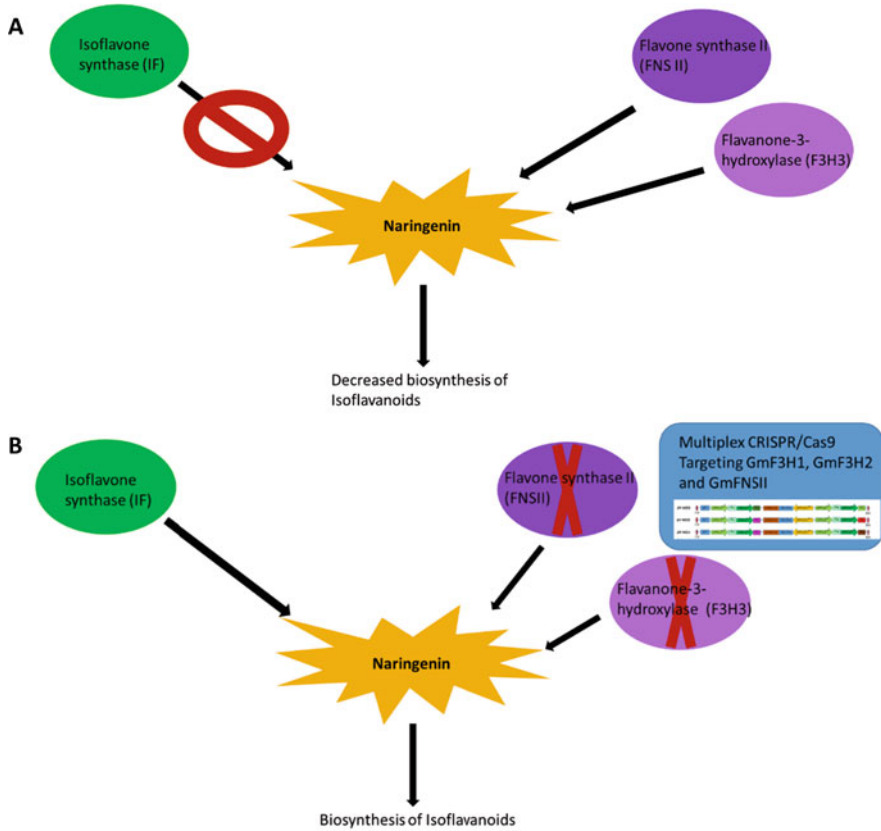 A
Isoflavone
synthase (IF)
Flavone synthase II
(FNS II)
Flavanone-3-
hydroxylase (F3H3)
Naringenin
Decreased biosynthesis of
Isoflavanoids
B
Isoflavone
synthase (IF)
Flavone synthase II
(FNSII)
Multiplex CRISPR/Cas9
Targeting GmF3H1, GmF3H2
and GmFNSII
Flavanone-3-
hydroxylase (F3H3)
Naringenin
Biosynthesis of Isoflavanoids